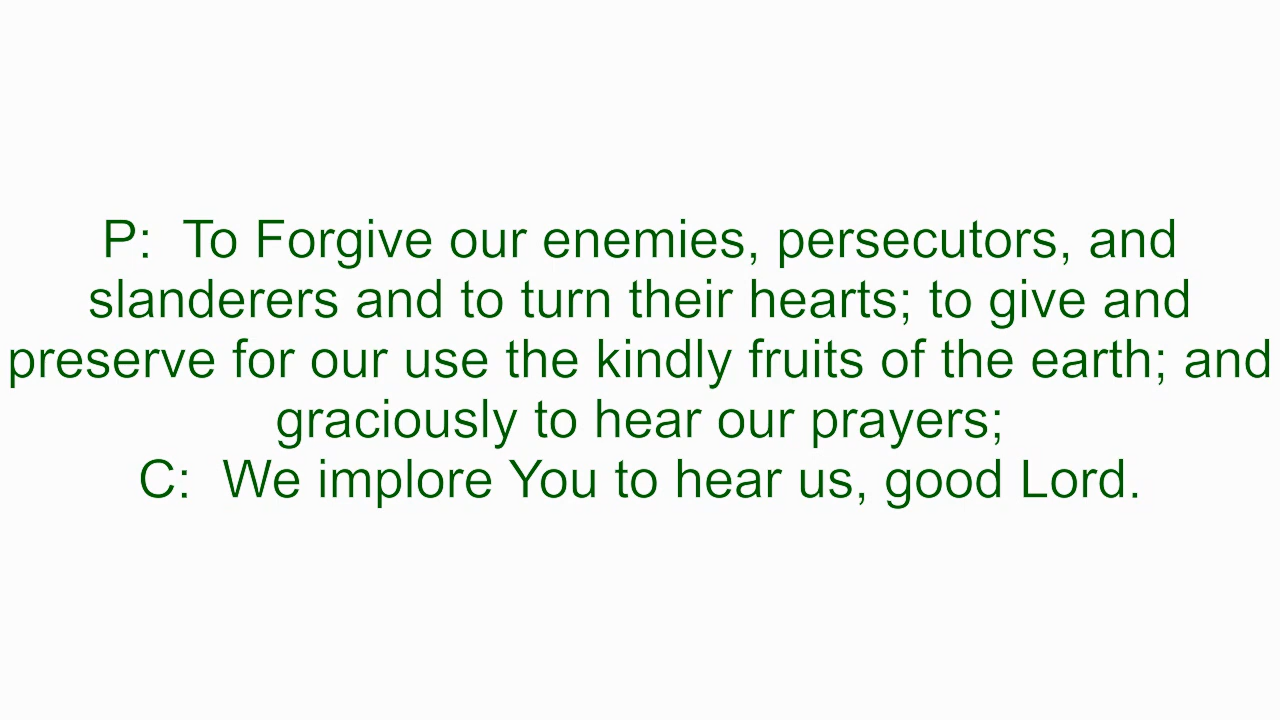 P:  To Forgive our enemies, persecutors, and
slanderers and to turn their hearts; to give and
preserve for our use the kindly fruits of the earth; and
graciously to hear our prayers;
C:  We implore You to hear us, good Lord.